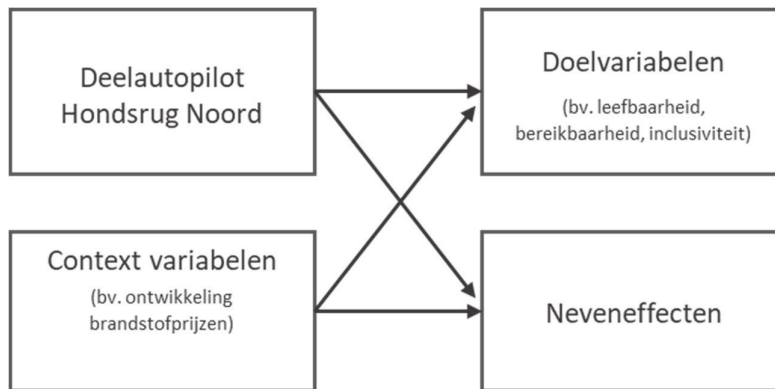 Deelautopilot
Hondsrug Noord
Doelvariabelen
(bv. leefbaarheid,
bereikbaarheid, inclusiviteit)
Context variabelen
(bv. ontwikkeling
brandstofprijzen)
Neveneffecten